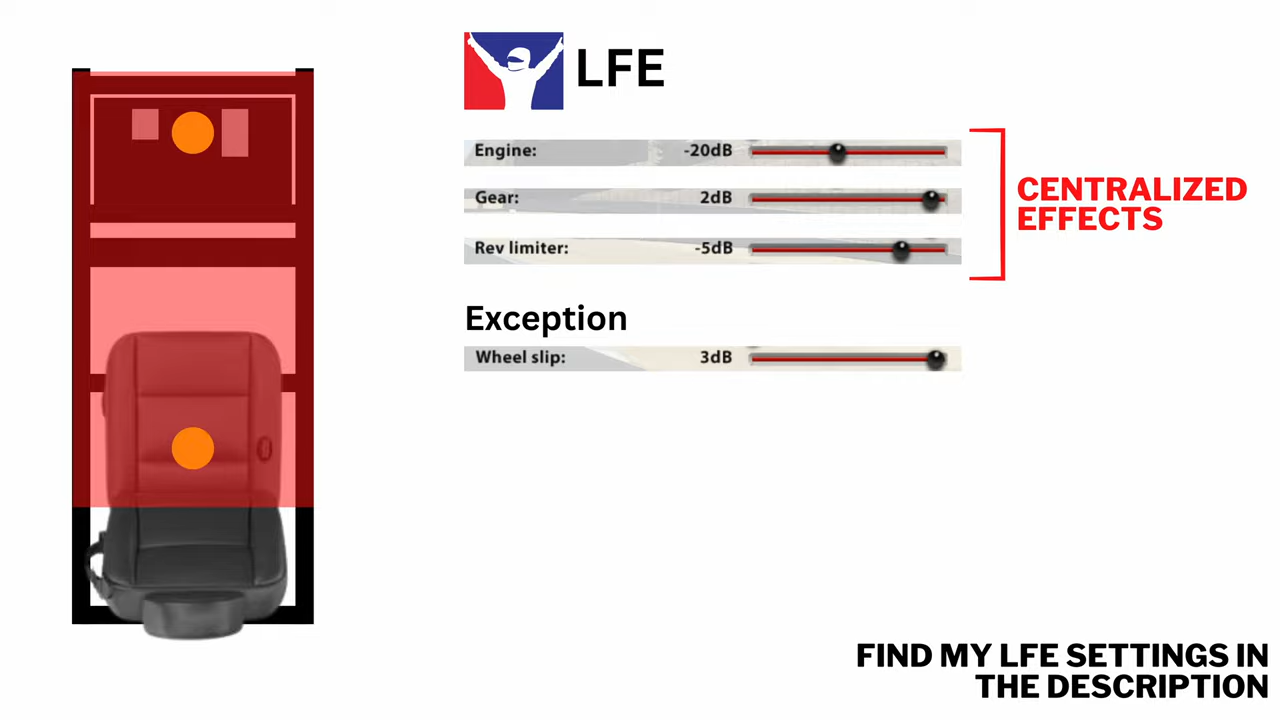 LFE
Engine: -20dB
Gear: 2dB
Rev limiter: -5dB
CENTRALIZED
EFFECTS
Exception
Wheel slip: 3dB
FIND MY LFE SETTINGS IN
THE DESCRIPTION